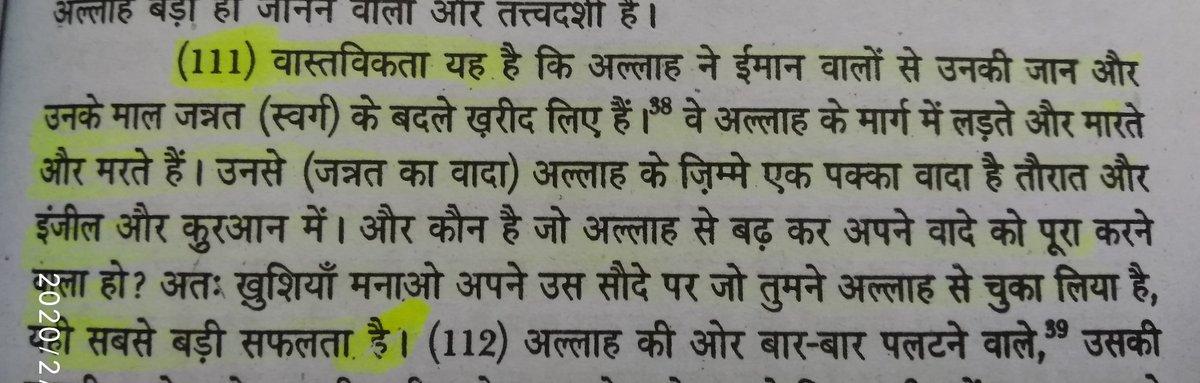 अल्लाह बड़ा ही जानने वाला और तत्त्वदर्शी है।
(111) वास्तविकता यह है कि अल्लाह ने ईमान वालों से उनकी जान और
उनके माल जन्नत (स्वर्ग) के बदले ख़रीद लिए हैं।³⁸ वे अल्लाह के मार्ग में लड़ते और मारते
और मरते हैं। उनसे (जन्नत का वादा) अल्लाह के ज़िम्मे एक पक्का वादा है तौरात और
इंजील और क़ुरआन में। और कौन है जो अल्लाह से बढ़ कर अपने वादे को पूरा करने
वाला हो? अतः खुशियाँ मनाओ अपने उस सौदे पर जो तुमने अल्लाह से चुका लिया है,
यही सबसे बड़ी सफलता है। (112) अल्लाह की ओर बार-बार पलटने वाले,³⁹ उसकी
2020/2/